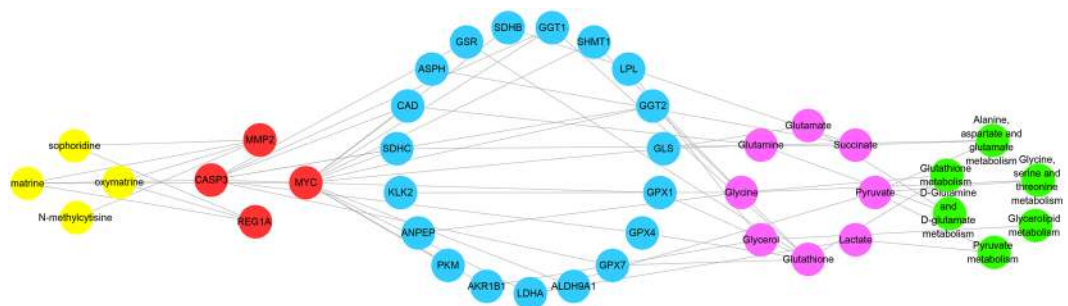 sophoridine
matrine
oxymatrine
N-methylcytisine
MMP2
CASP3
REG1A
MYC
SDHB
GGT1
GSR
SHMT1
ASPH
LPL
CAD
GGT2
SDHC
GLS
KLK2
GPX1
ANPEP
GPX4
PKM
GPX7
AKR1B1
LDHA
ALDH9A1
Glutamate
Glutamine
Succinate
Glycine
Pyruvate
Glycerol
Lactate
Glutathione
Alanine,
aspartate and
glutamate
metabolism
Glutathione
metabolism
Glycine,
serine and
threonine
metabolism
D-Glutamine
and
D-glutamate
metabolism
Glycerolipid
metabolism
Pyruvate
metabolism